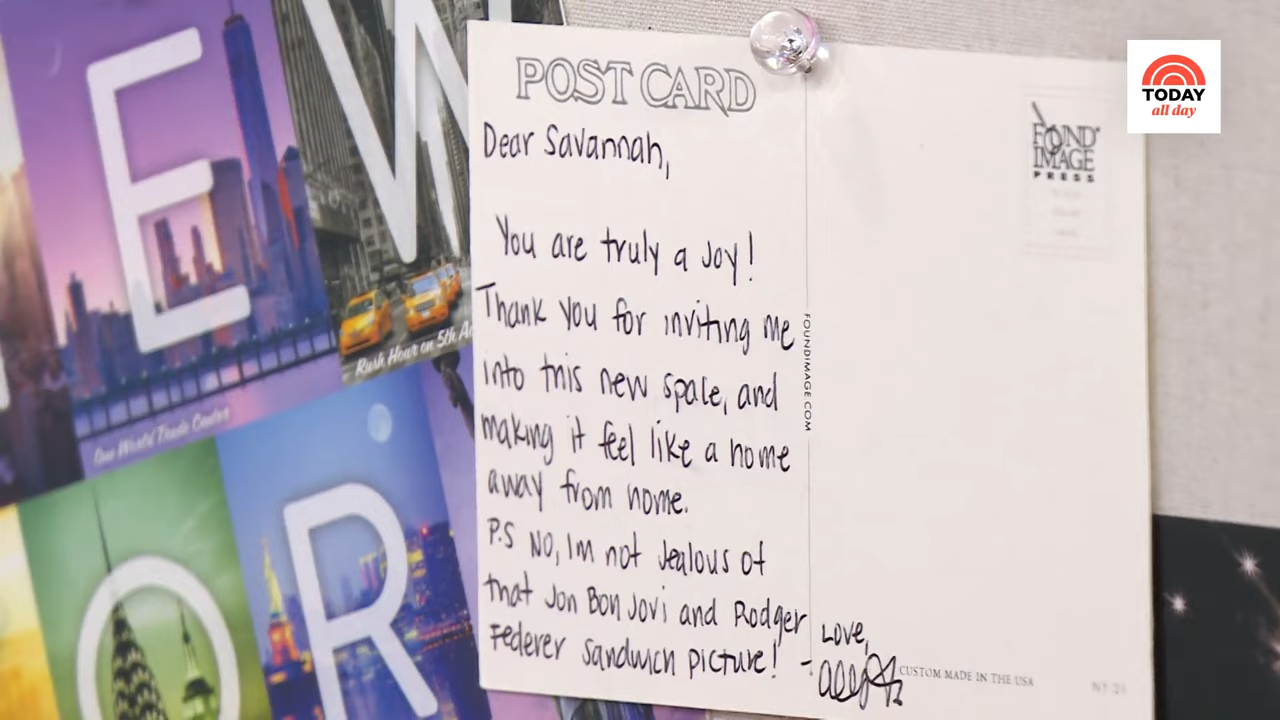 E
W
Rush Hour on 5th A
One World Trade Center
O
R
POST CARD
Dear Savannah,
You are truly a Joy!
Thank you for inviting me
into this new space, and
making it feel like a home
away from home.
P.S NO, Im not Jealous of
that Jon Bon Jovi and Rodger
Federer Sandwich picture!
Love,
FOUNDIMAGE.COM
FOUND
IMAGE
PRESS
CUSTOM MADE IN THE USA
TODAY
all day